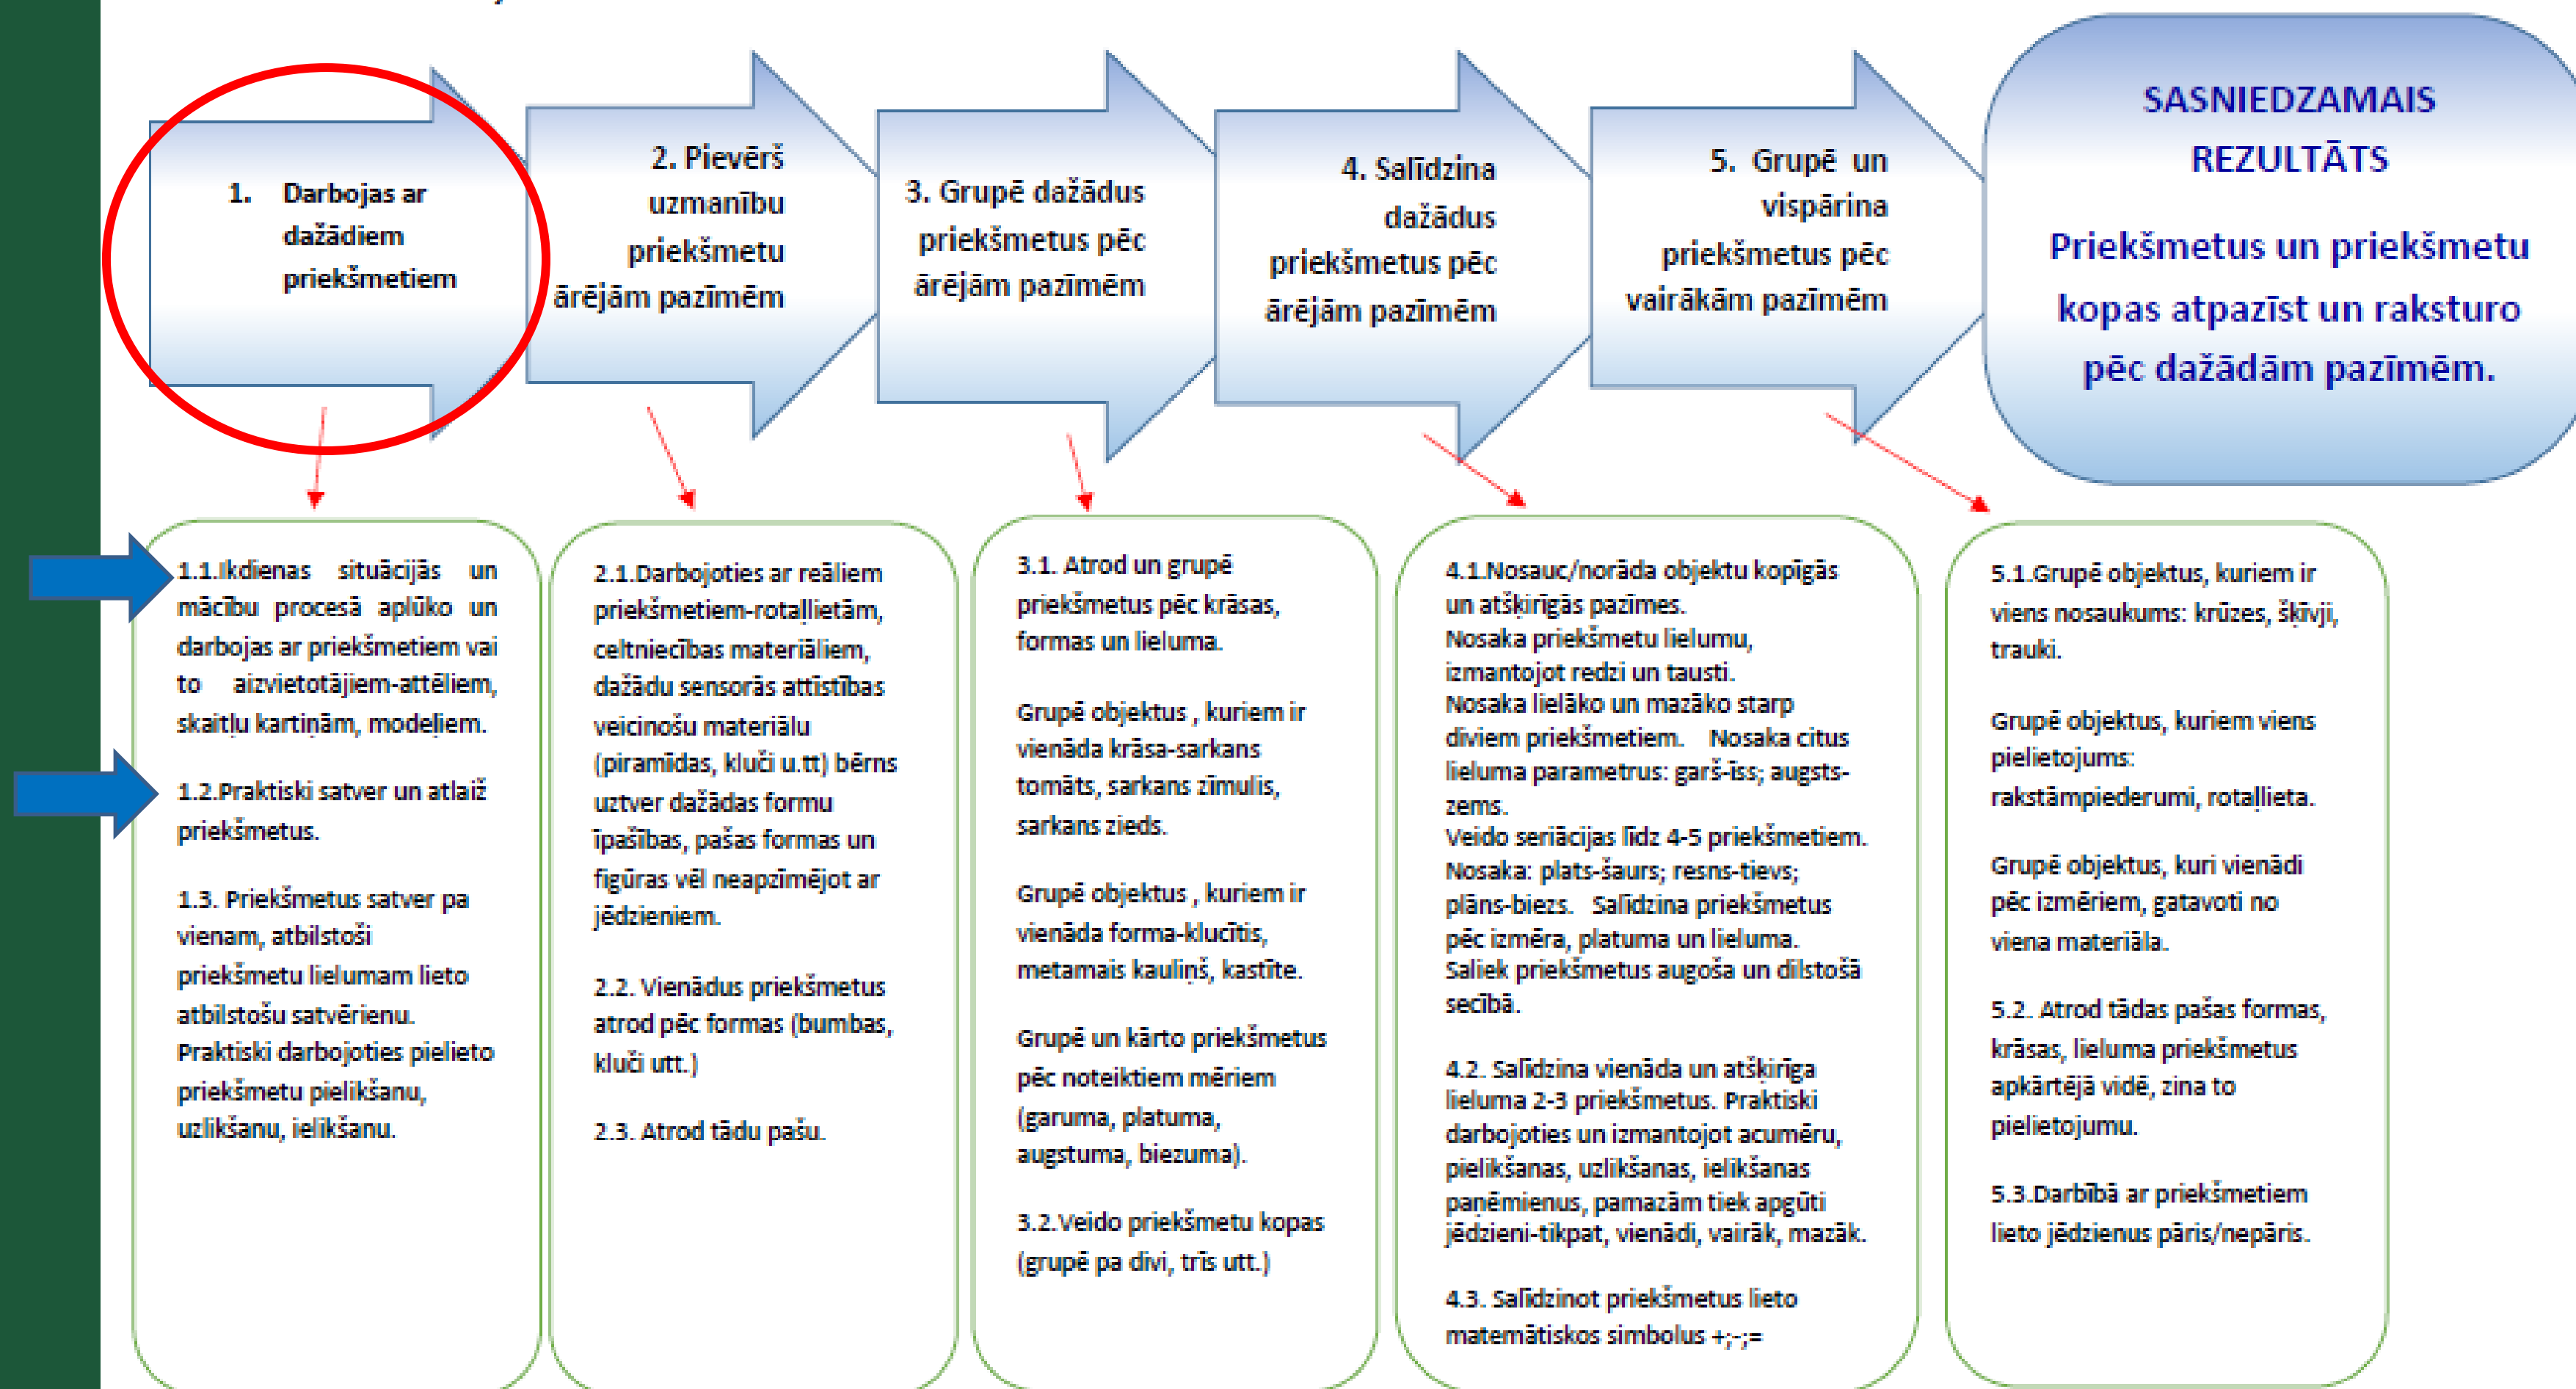 1. Darbojas ar
dažādiem
priekšmetiem
2. Pievērš
uzmanību
priekšmetu
ārējām pazīmēm
3. Grupē dažādus
priekšmetus pēc
ārējām pazīmēm
4. Salīdzina
dažādus
priekšmetus pēc
ārējām pazīmēm
5. Grupē un
vispārina
priekšmetus pēc
vairākām pazīmēm
SASNIEDZAMAIS
REZULTĀTS
Priekšmetus un priekšmetu
kopas atpazīst un raksturo
pēc dažādām pazīmēm.
1.1.Ikdienas situācijās un
mācību procesā aplūko un
darbojas ar priekšmetiem vai
to aizvietotājiem-attēliem,
skaitļu kartiņām, modeļiem.
1.2.Praktiski satver un atlaiž
priekšmetus.
1.3. Priekšmetus satver pa
vienam, atbilstoši
priekšmetu lielumam lieto
atbilstošu satvērienu.
Praktiski darbojoties pielieto
priekšmetu pielikšanu,
uzlikšanu, ielikšanu.
2.1.Darbojoties ar reāliem
priekšmetiem-rotaļlietām,
celtniecības materiāliem,
dažādu sensorās attīstības
veicinošu materiālu
(piramīdas, kluči u.tt) bērns
uztver dažādas formu
īpašības, pašas formas un
figūras vēl neapzīmējot ar
jēdzieniem.
2.2. Vienādus priekšmetus
atrod pēc formas (bumbas,
kluči utt.)
2.3. Atrod tādu pašu.
3.1. Atrod un grupē
priekšmetus pēc krāsas,
formas un lieluma.
Grupē objektus , kuriem ir
vienāda krāsa-sarkans
tomāts, sarkans zīmulis,
sarkans zieds.
Grupē objektus , kuriem ir
vienāda forma-klucītis,
metamais kauliņš, kastīte.
Grupē un kārto priekšmetus
pēc noteiktiem mēriem
(garuma, platuma,
augstuma, biezuma).
3.2.Veido priekšmetu kopas
(grupē pa divi, trīs utt.)
4.1.Nosauc/norāda objektu kopīgās
un atšķirīgās pazīmes.
Nosaka priekšmetu lielumu,
izmantojot redzi un tausti.
Nosaka lielāko un mazāko starp
diviem priekšmetiem. Nosaka citus
lieluma parametrus: garš-īss; augsts-
zems.
Veido seriācijas līdz 4-5 priekšmetiem.
Nosaka: plats-šaurs; resns-tievs;
plāns-biezs. Salīdzina priekšmetus
pēc izmēra, platuma un lieluma.
Saliek priekšmetus augoša un dilstošā
secībā.
4.2. Salīdzina vienāda un atšķirīga
lieluma 2-3 priekšmetus. Praktiski
darbojoties un izmantojot acumēru,
pielikšanas, uzlikšanas, ielikšanas
paņēmienus, pamazām tiek apgūti
jēdzieni-tikpat, vienādi, vairāk, mazāk.
4.3. Salīdzinot priekšmetus lieto
matemātiskos simbolus +;-;=
5.1.Grupē objektus, kuriem ir
viens nosaukums: krūzes, šķīvji,
trauki.
Grupē objektus, kuriem viens
pielietojums:
rakstāmpiederumi, rotaļlieta.
Grupē objektus, kuri vienādi
pēc izmēriem, gatavoti no
viena materiāla.
5.2. Atrod tādas pašas formas,
krāsas, lieluma priekšmetus
apkārtējā vidē, zina to
pielietojumu.
5.3.Darbībā ar priekšmetiem
lieto jēdzienus pāris/nepāris.